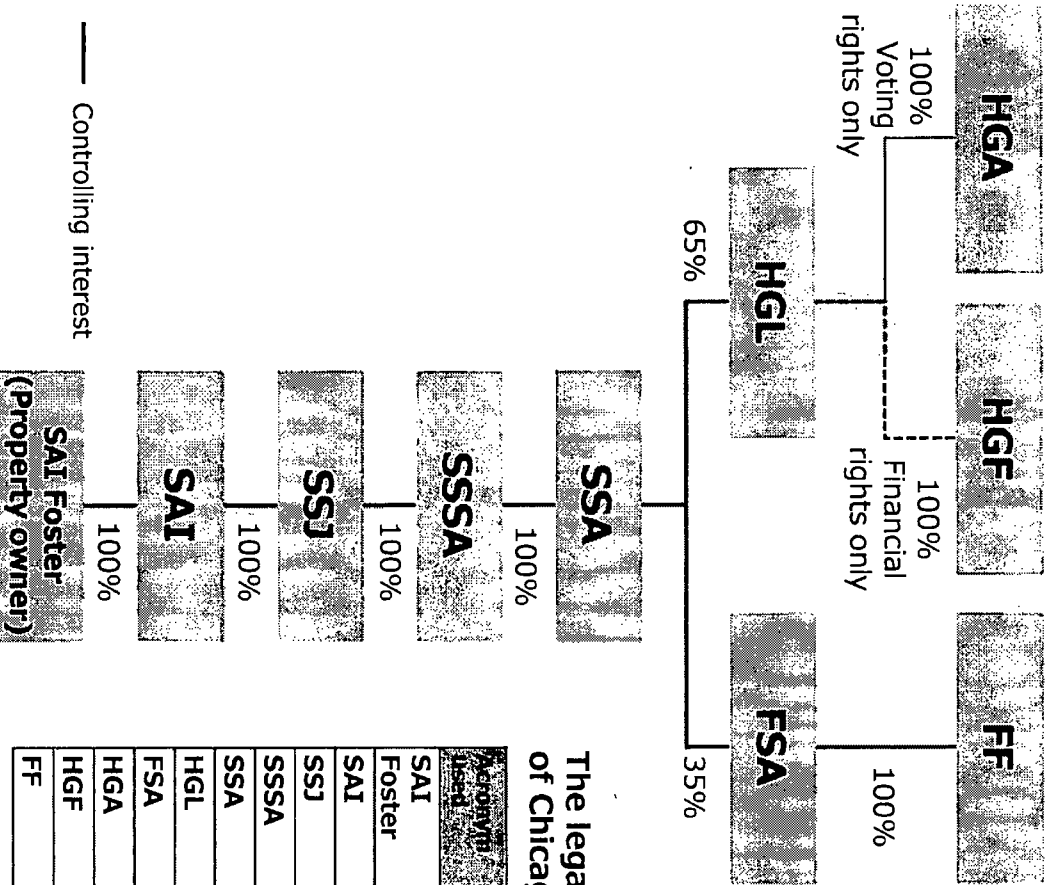 HGA
HGF
FF
100%
Voting
rights only
100%
Financial
rights only
100%
HGL
FSA
65%
35%
SSA
100%
SSSA
100%
SSJ
100%
SAI
100%
SAI Foster
(Property owner)
Controlling interest
The lega
of Chicag
Acronym
used
SAI
Foster
SAI
SSJ
SSSA
SSA
HGL
FSA
HGA
HGF
FF